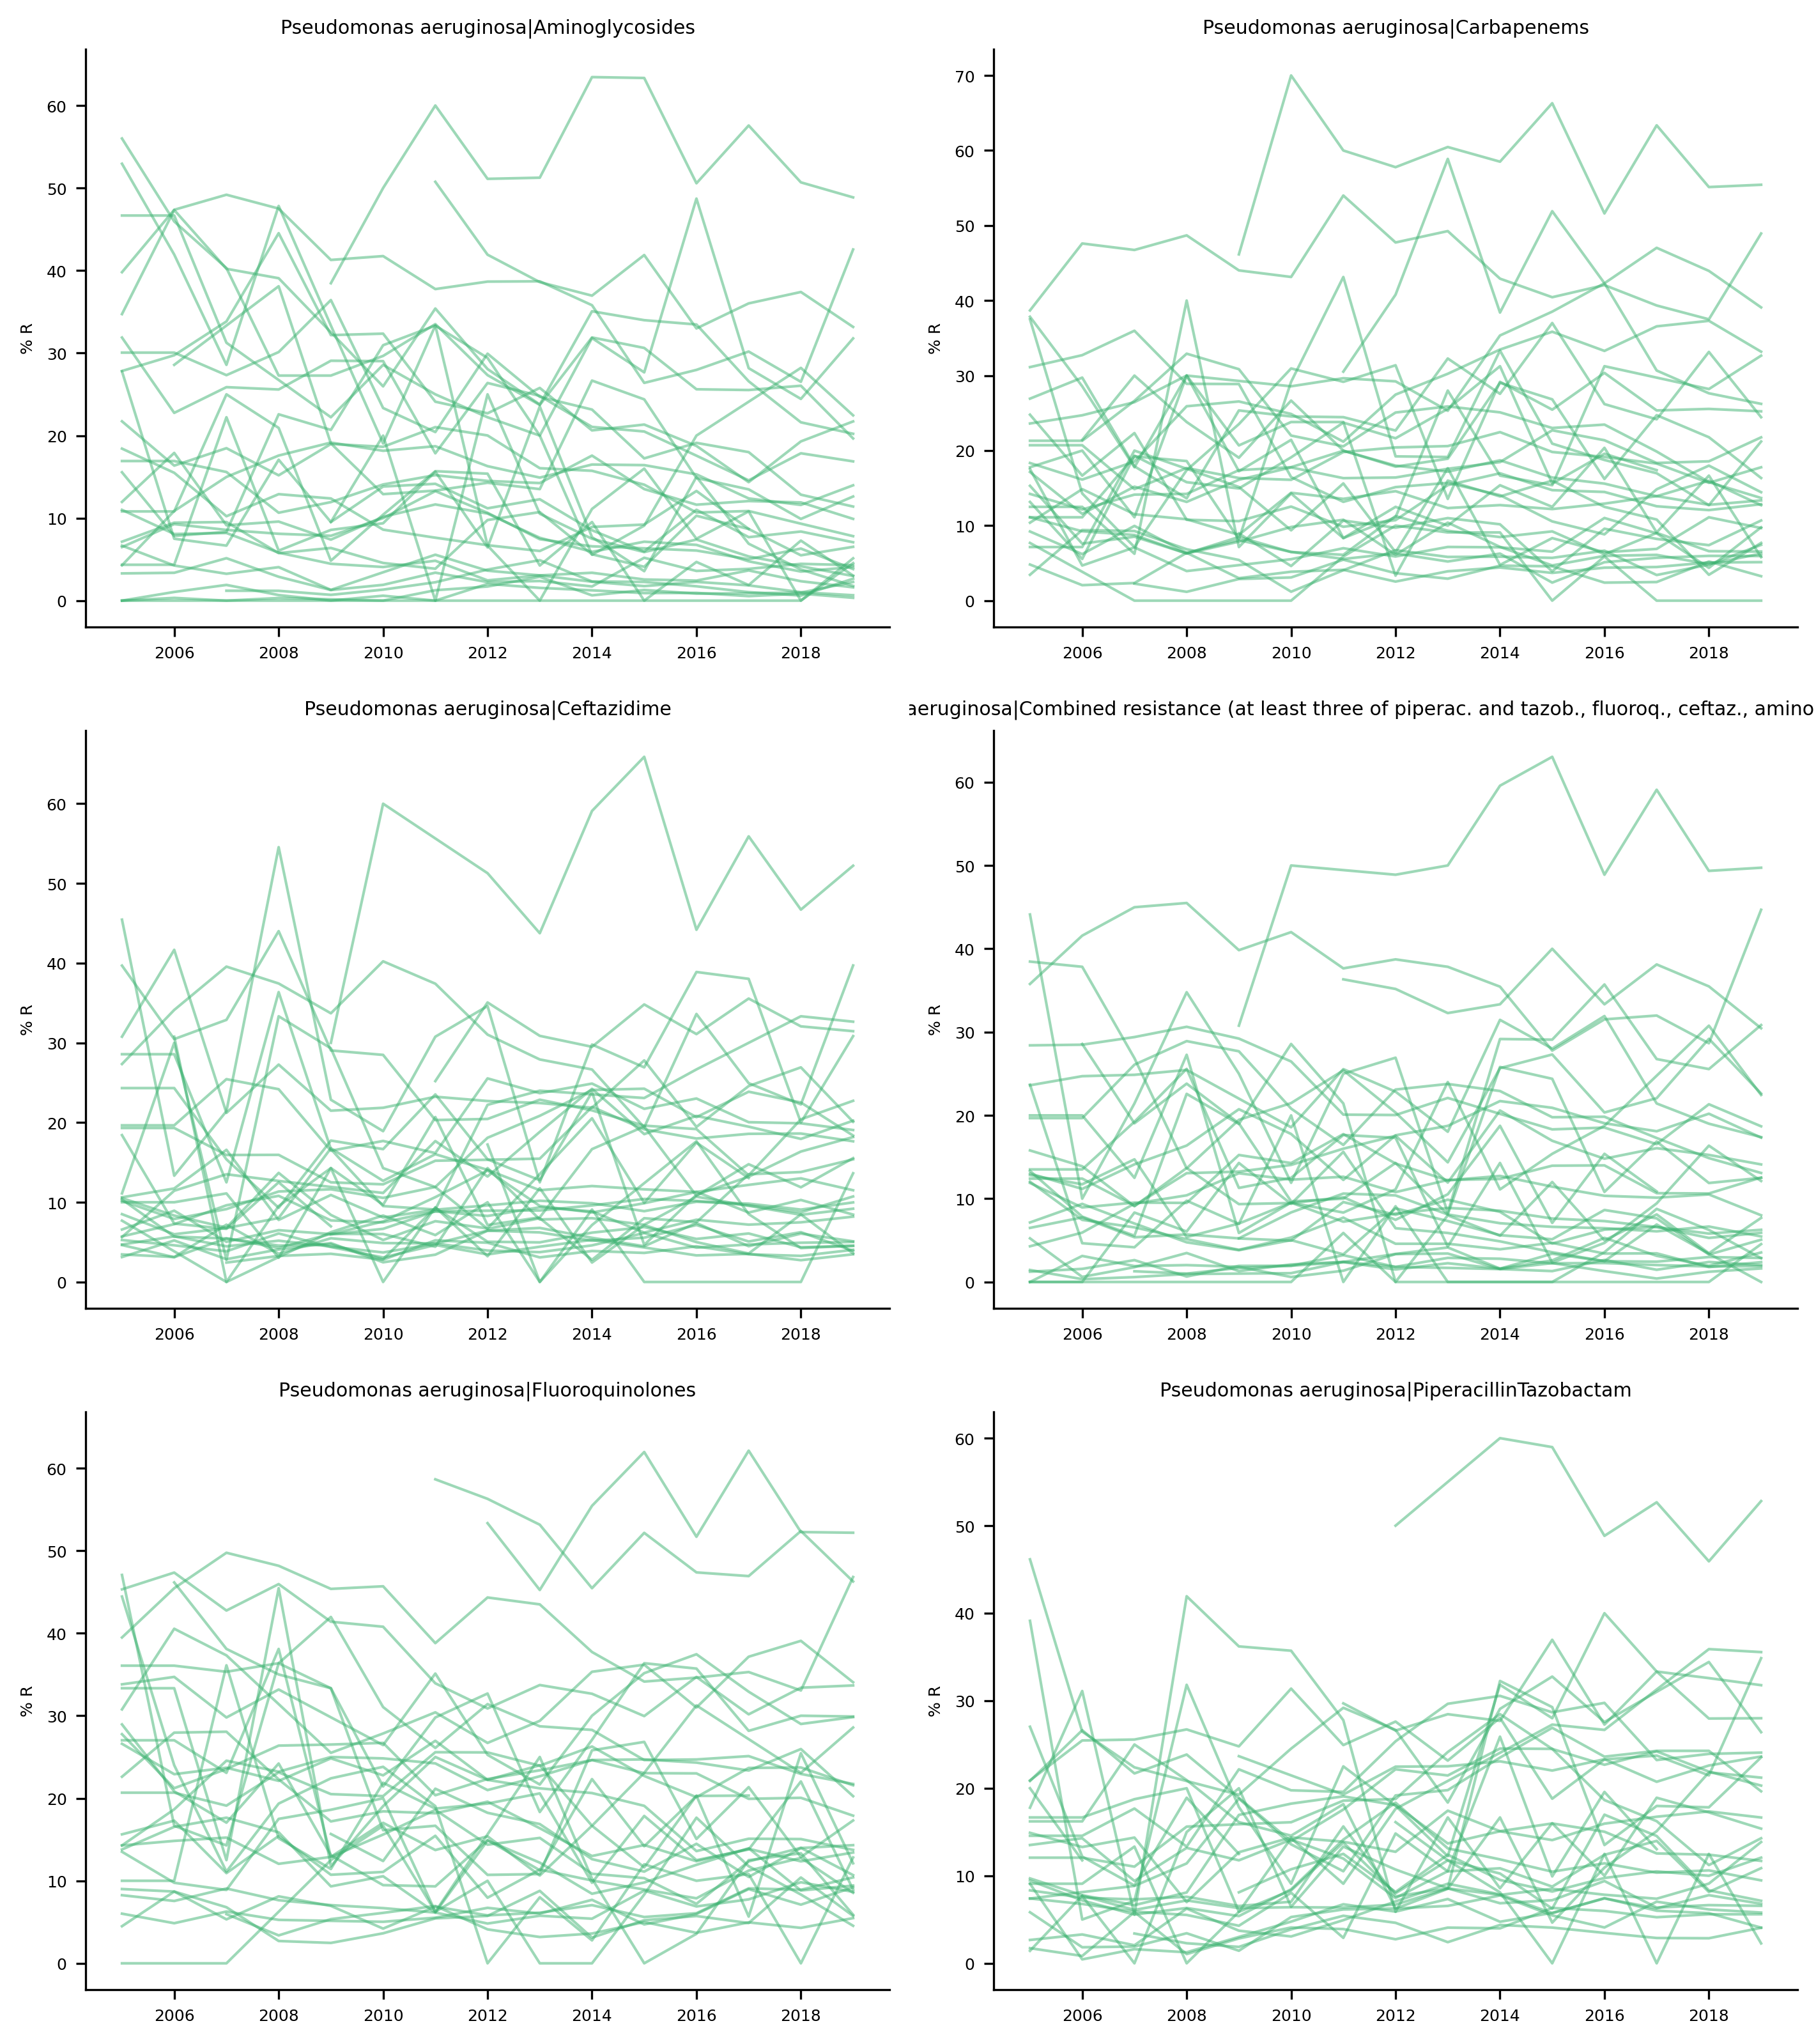 Pseudomonas aeruginosa|Aminoglycosides
% R
60
50
40
30
20
10
0
2006 2008 2010 2012 2014 2016 2018
Pseudomonas aeruginosa|Carbapenems
% R
70
60
50
40
30
20
10
0
2006 2008 2010 2012 2014 2016 2018
Pseudomonas aeruginosa|Ceftazidime
% R
60
50
40
30
20
10
0
2006 2008 2010 2012 2014 2016 2018
aeruginosa|Combined resistance (at least three of piperac. and tazob., fluoroq., ceftaz., amino
% R
60
50
40
30
20
10
0
2006 2008 2010 2012 2014 2016 2018
Pseudomonas aeruginosa|Fluoroquinolones
% R
60
50
40
30
20
10
0
2006 2008 2010 2012 2014 2016 2018
Pseudomonas aeruginosa|PiperacillinTazobactam
% R
60
50
40
30
20
10
0
2006 2008 2010 2012 2014 2016 2018